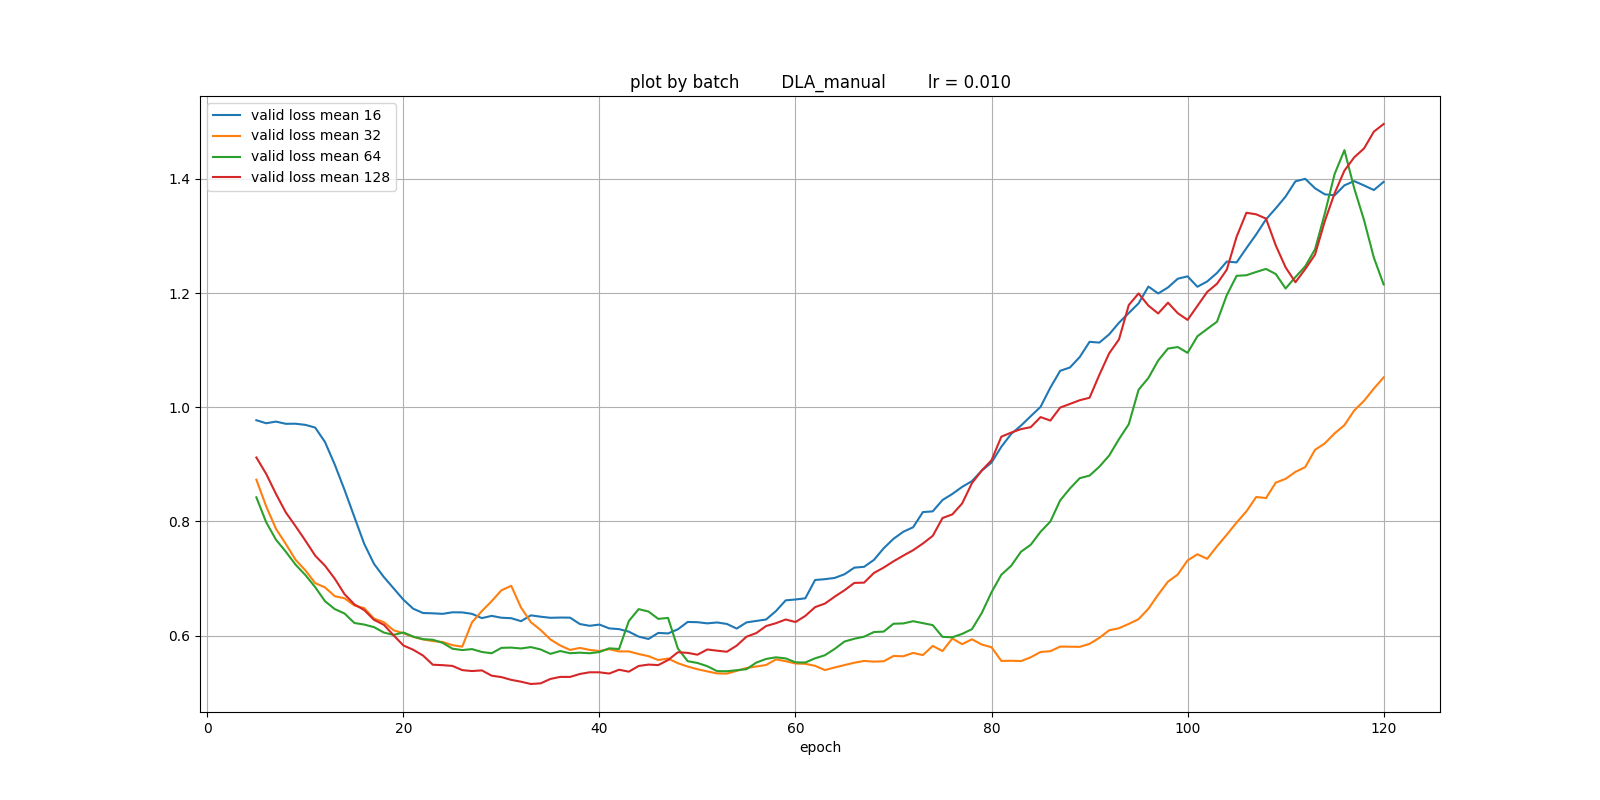 plot by batch DLA_manual lr = 0.010
valid loss mean 16
valid loss mean 32
valid loss mean 64
valid loss mean 128
1.4
1.2
1.0
0.8
0.6
0 20 40 60 80 100 120
epoch